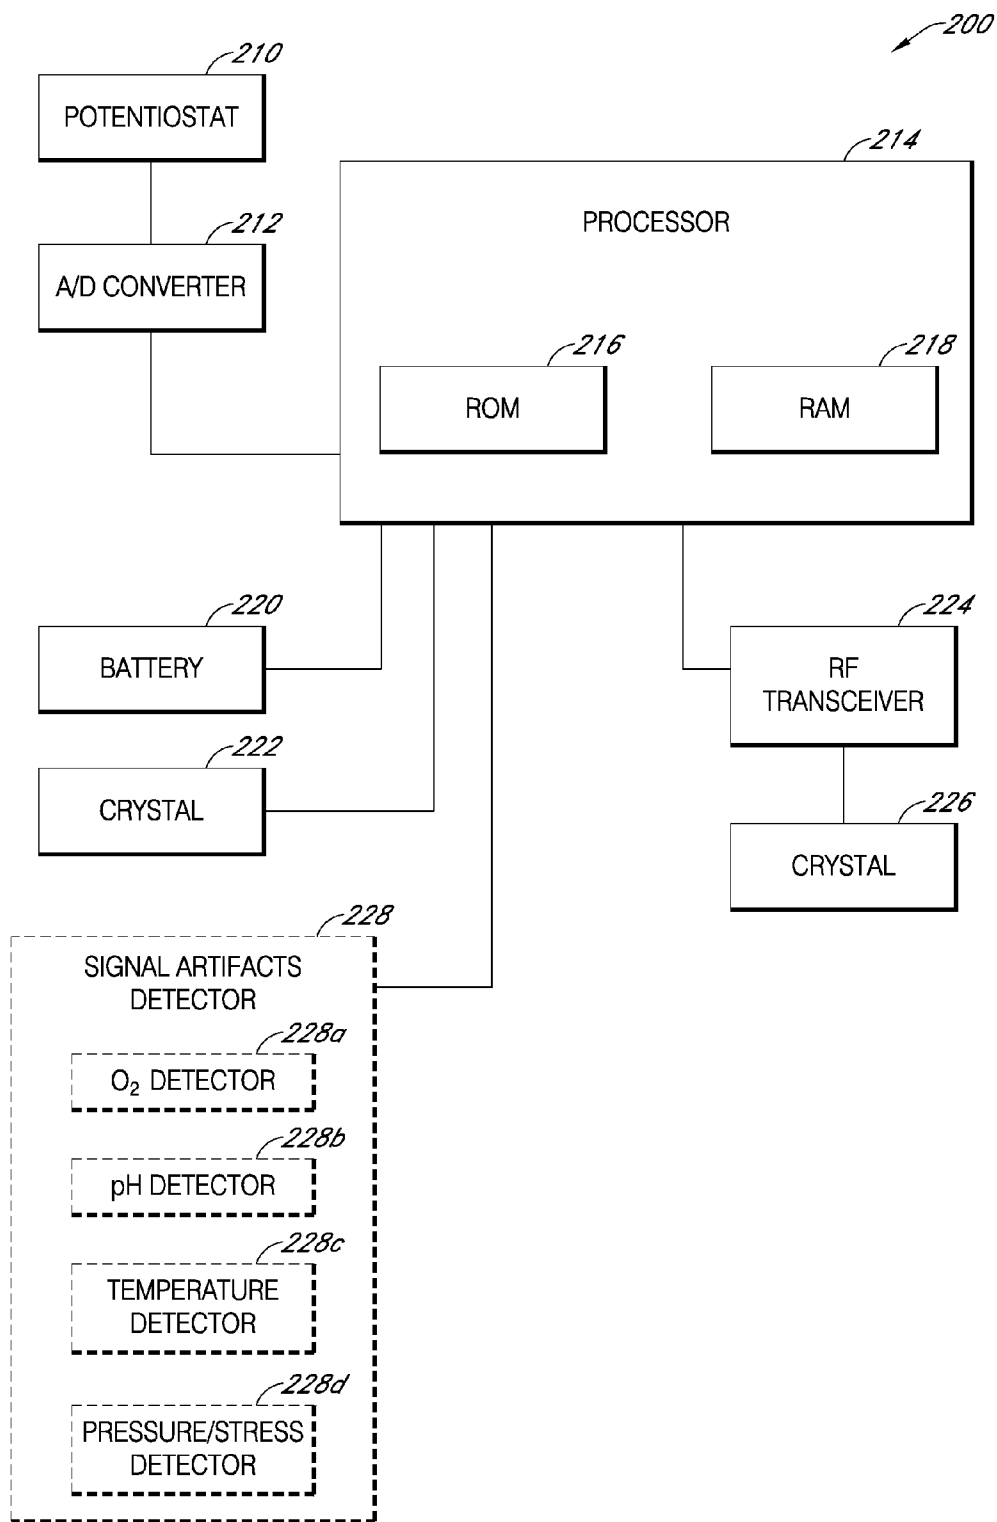 200
210
POTENTIOSTAT
214
PROCESSOR
212
A/D CONVERTER
216
ROM
218
RAM
220
BATTERY
224
RF
TRANSCEIVER
222
CRYSTAL
226
CRYSTAL
228
SIGNAL ARTIFACTS
DETECTOR
228a
O₂ DETECTOR
228b
pH DETECTOR
228c
TEMPERATURE
DETECTOR
228d
PRESSURE/STRESS
DETECTOR